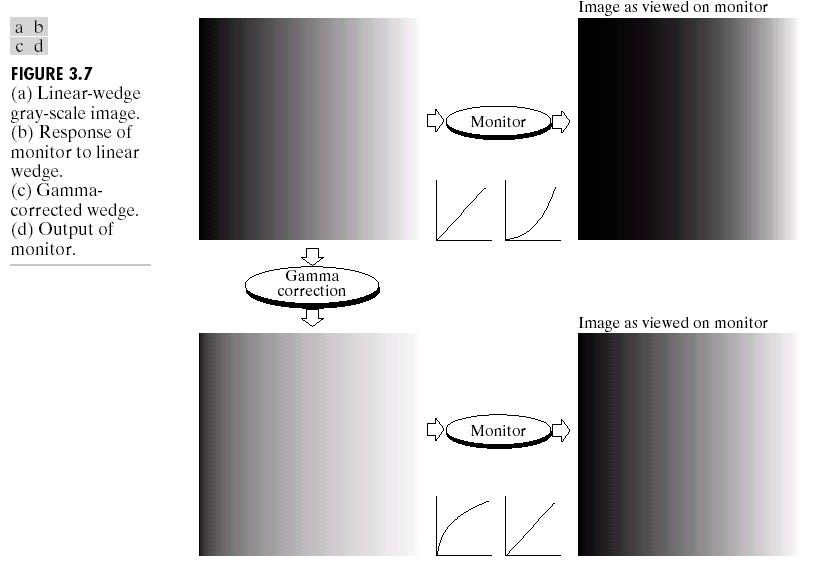 a b
c d
FIGURE 3.7
(a) Linear-wedge
gray-scale image.
(b) Response of
monitor to linear
wedge.
(c) Gamma-
corrected wedge.
(d) Output of
monitor.
Image as viewed on monitor
Monitor
Gamma
correction
Image as viewed on monitor
Monitor